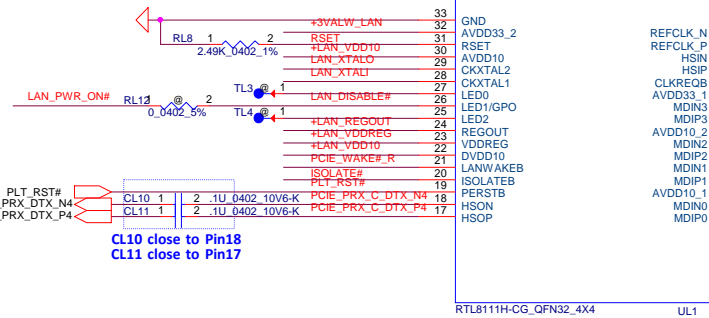 33 GND
+3VALW_LAN 32 AVDD33_2 REFCLK_N
RL8 1 2 RSET 31 RSET REFCLK_P
2.49K_0402_1% +LAN_VDD10 30 AVDD10 HSIN
LAN_XTALO 29 CKXTAL2 HSIP
LAN_XTALI 28 CKXTAL1 CLKREQB
TL3 @ 1 27 LED0 AVDD33_1
LAN_PWR_ON# @ 2 LAN_DISABLE# 26 LED1/GPO MDIN3
0_0402_5% TL4 @ 1 25 LED2 MDIP3
+LAN_REGOUT 24 REGOUT AVDD10_2
+LAN_VDDREG 23 VDDREG MDIN2
+LAN_VDD10 22 DVDD10 MDIP2
PCIE_WAKE#_R 21 LANWAKEB MDIN1
ISOLATE# 20 ISOLATEB MDIP1
PLT_RST# PLT_RST# 19 PERSTB AVDD10_1
_PRX_DTX_N4 CL10 1 2 .1U_0402_10V6-K PCIE_PRX_C_DTX_N4 18 HSON MDIN0
_PRX_DTX_P4 CL11 1 2 .1U_0402_10V6-K PCIE_PRX_C_DTX_P4 17 HSOP MDIP0
CL10 close to Pin18
CL11 close to Pin17
RTL8111H-CG_QFN32_4X4 UL1